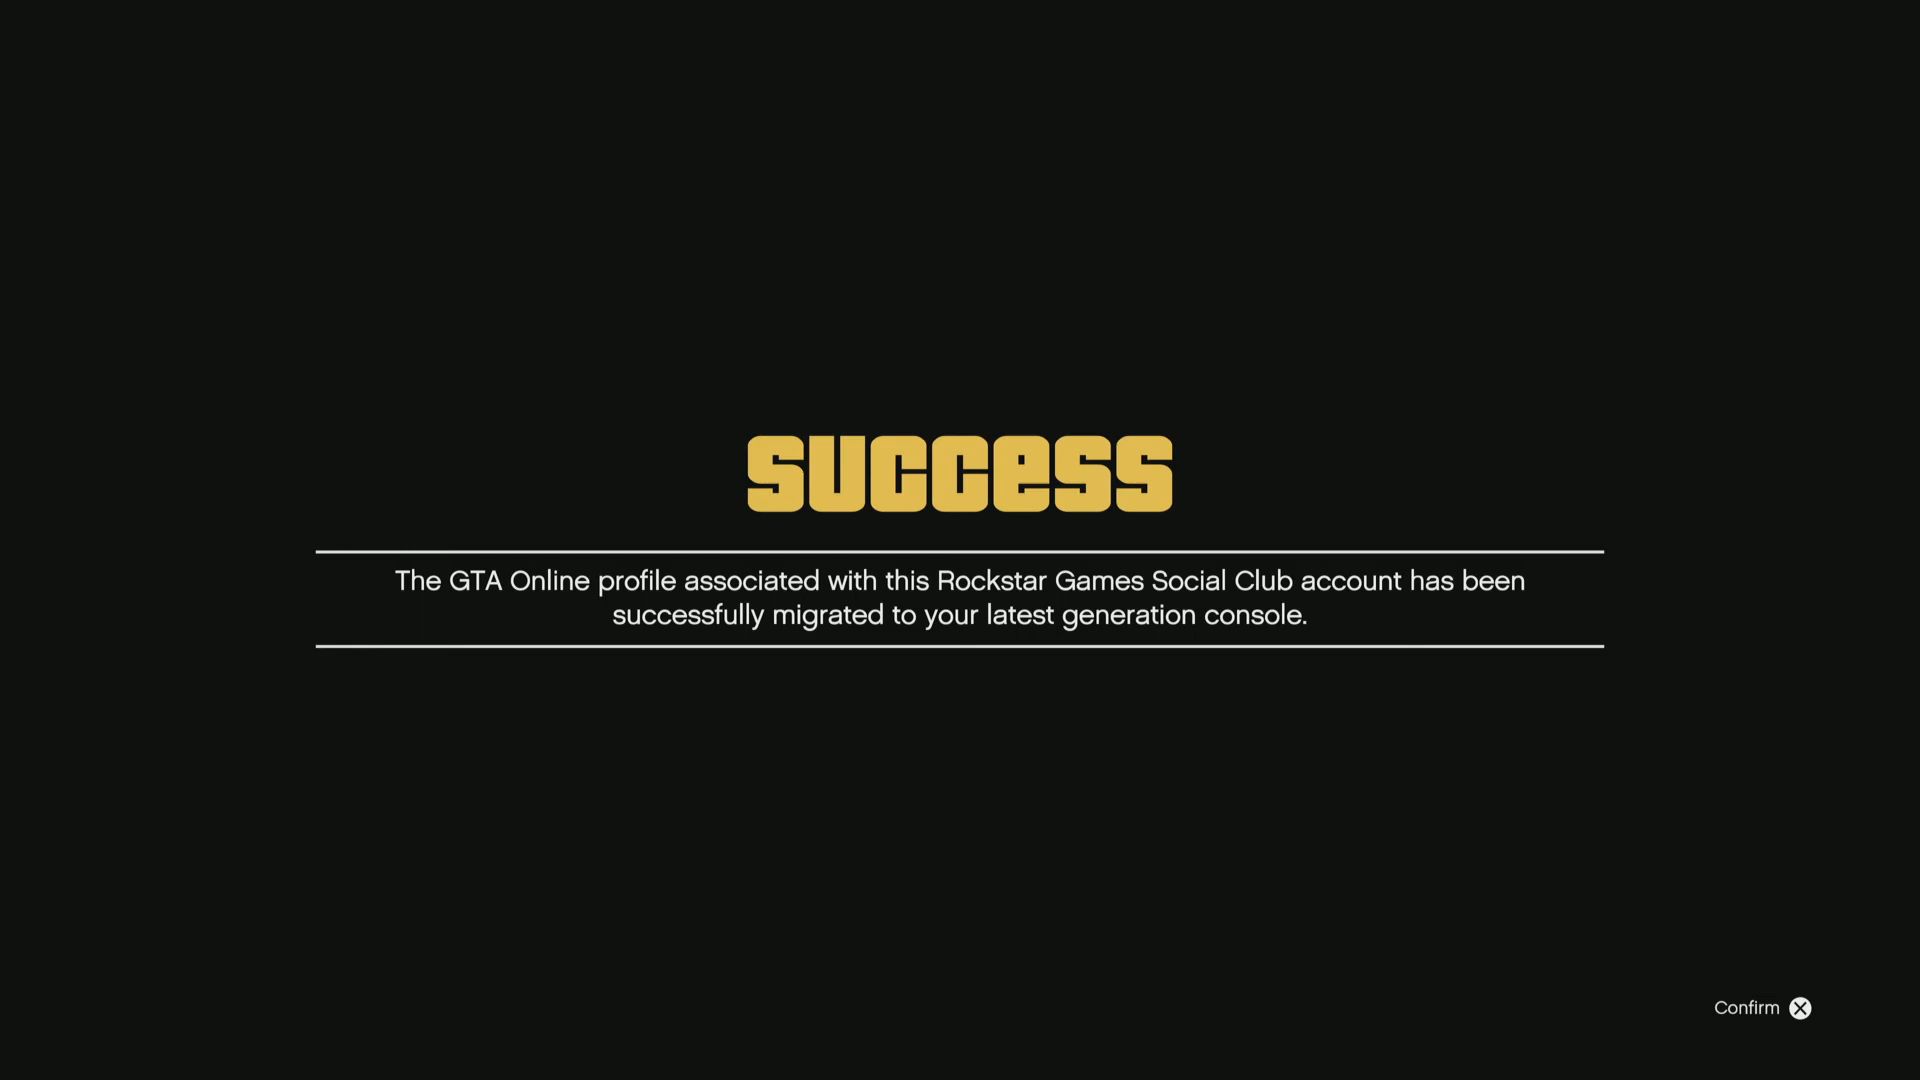 success
The GTA Online profile associated with this Rockstar Games Social Club account has been
successfully migrated to your latest generation console.
Confirm